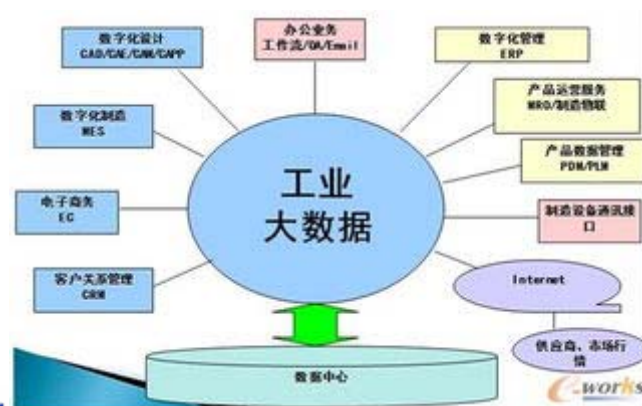 数字化设计
CAD/CAE/CAM/CAPP
办公业务
工作流/OA/Email
数字化管理
ERP
数字化制造
MES
产品运营服务
MRO/制造物联
产品数据管理
PDM/PLM
工业
大数据
电子商务
EC
制造设备通讯接
口
客户关系管理
CRM
Internet
供应商、市场行
情
数据中心
e-works